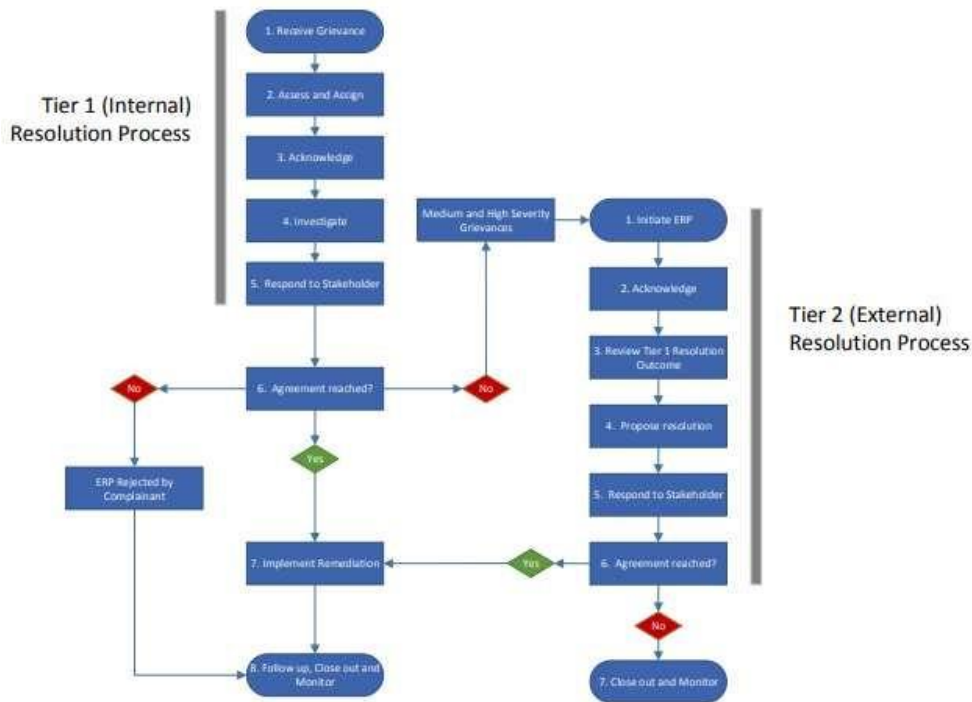 Tier 1 (Internal)
Resolution Process
1. Receive Grievance
2. Assess and Assign
3. Acknowledge
4. Investigate
5. Respond to Stakeholder
6. Agreement reached?
No
No
Yes
ERP Rejected by
Complainant
7. Implement Remediation
8. Follow up, Close out and
Monitor
Medium and High Severity
Grievances
1. Initiate ERP
2. Acknowledge
3. Review Tier 1 Resolution
Outcome
4. Propose resolution
5. Respond to Stakeholder
6. Agreement reached?
Yes
No
7. Close out and Monitor
Tier 2 (External)
Resolution Process